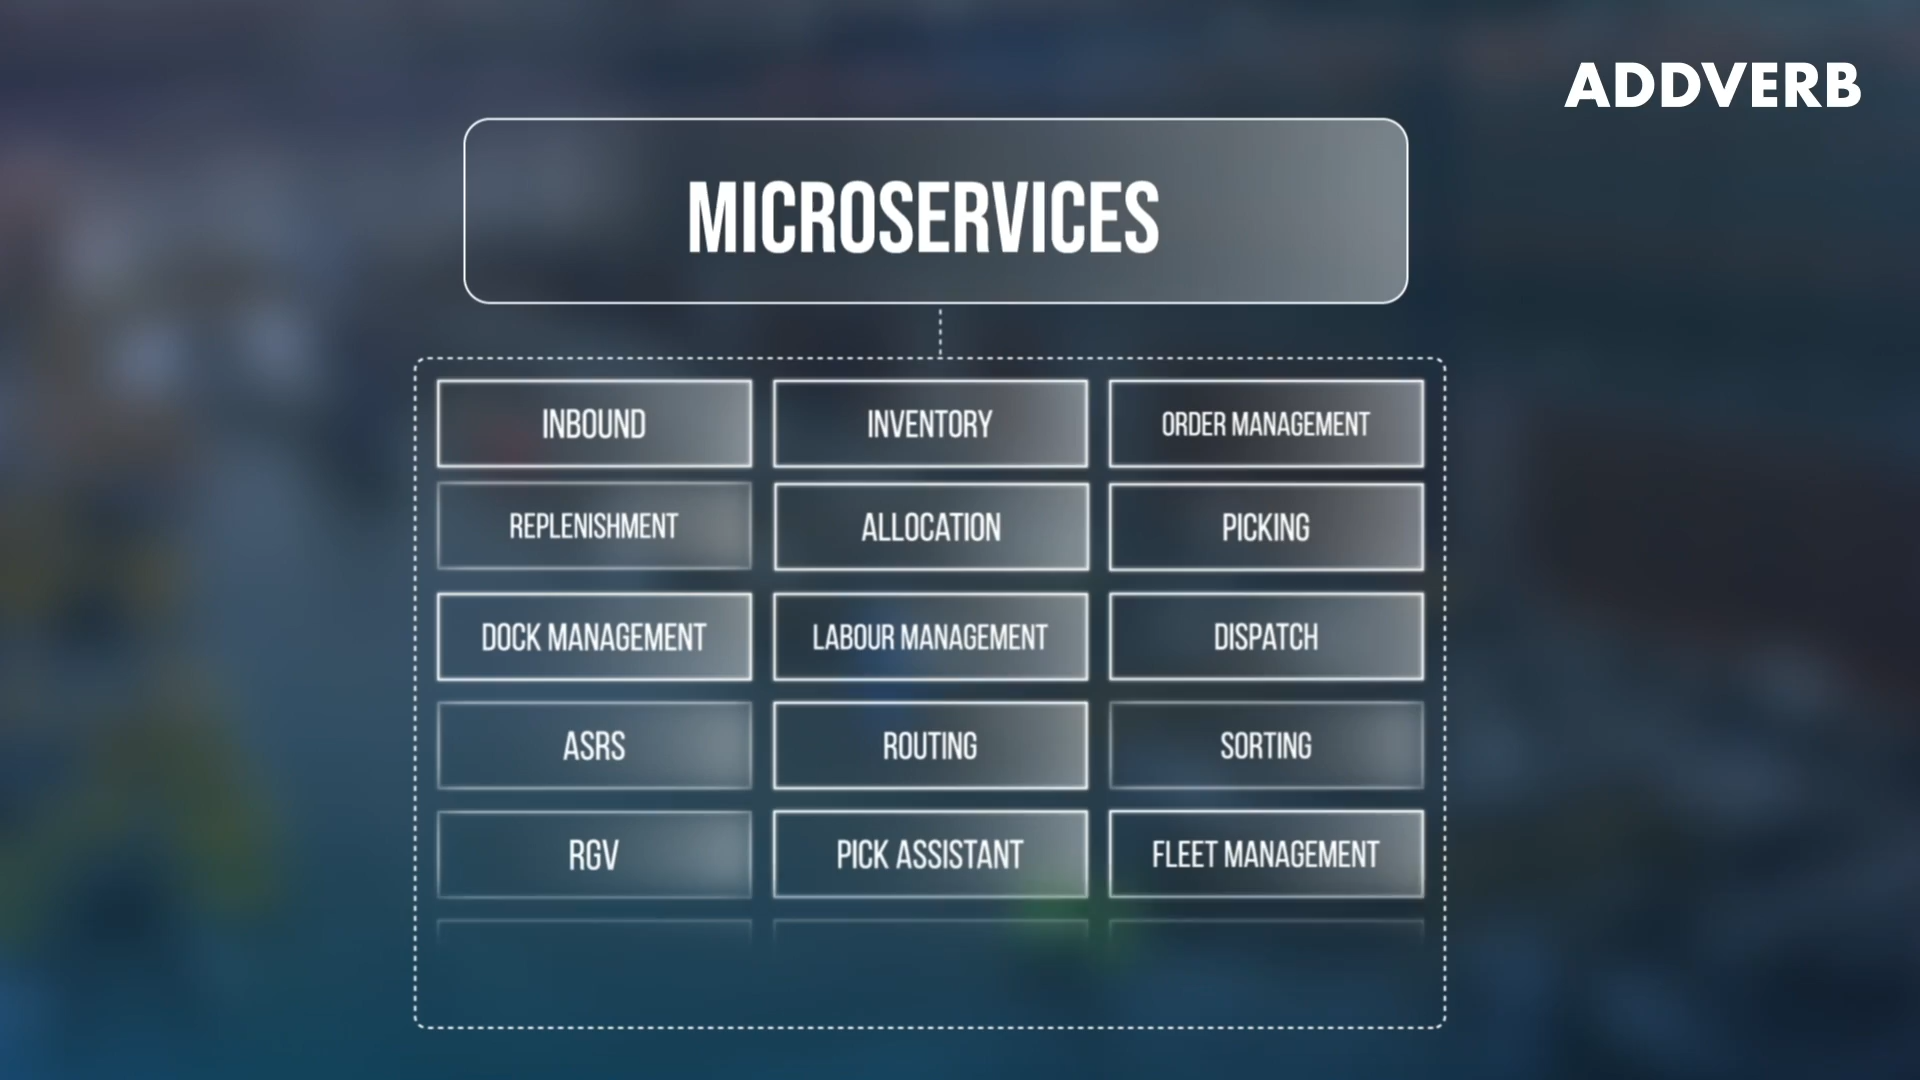 ADDVERB
MICROSERVICES
INBOUND
INVENTORY
ORDER MANAGEMENT
REPLENISHMENT
ALLOCATION
PICKING
DOCK MANAGEMENT
LABOUR MANAGEMENT
DISPATCH
ASRS
ROUTING
SORTING
RGV
PICK ASSISTANT
FLEET MANAGEMENT